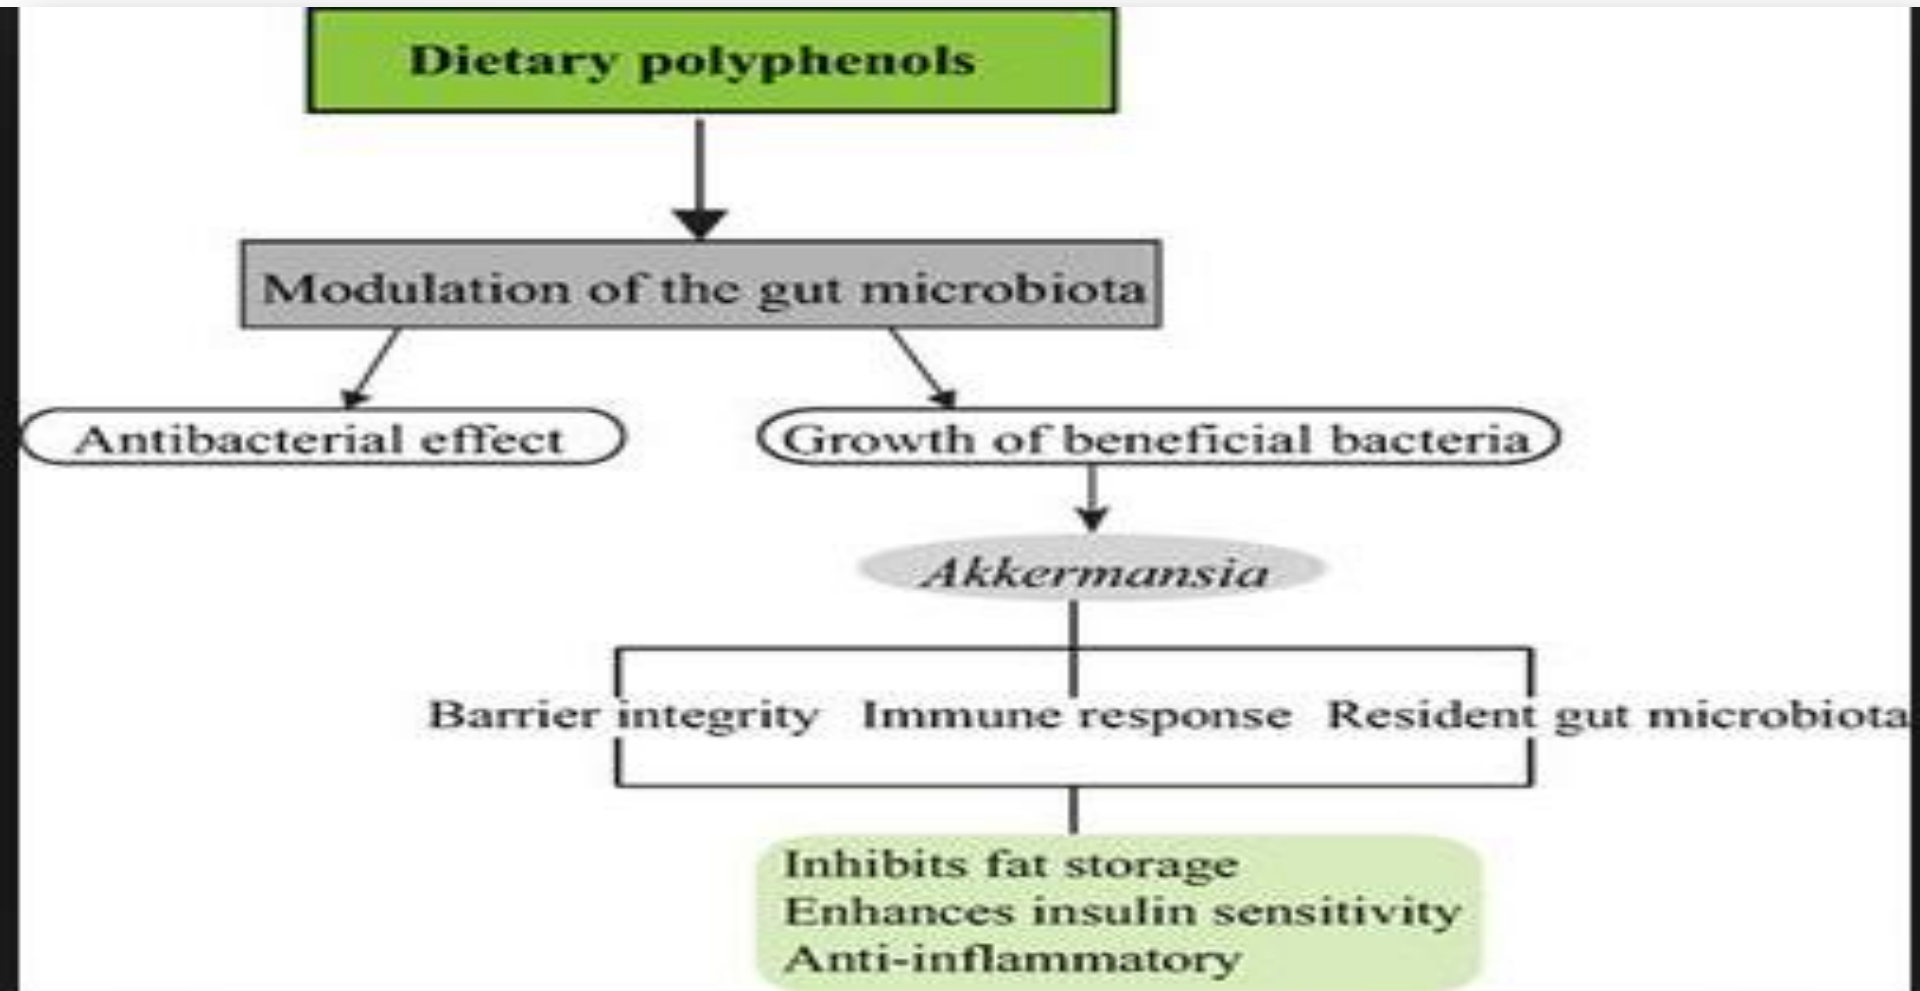 Dietary polyphenols
Modulation of the gut microbiota
Antibacterial effect
Growth of beneficial bacteria
Akkermansia
Barrier integrity
Immune response
Resident gut microbiota
Inhibits fat storage
Enhances insulin sensitivity
Anti-inflammatory